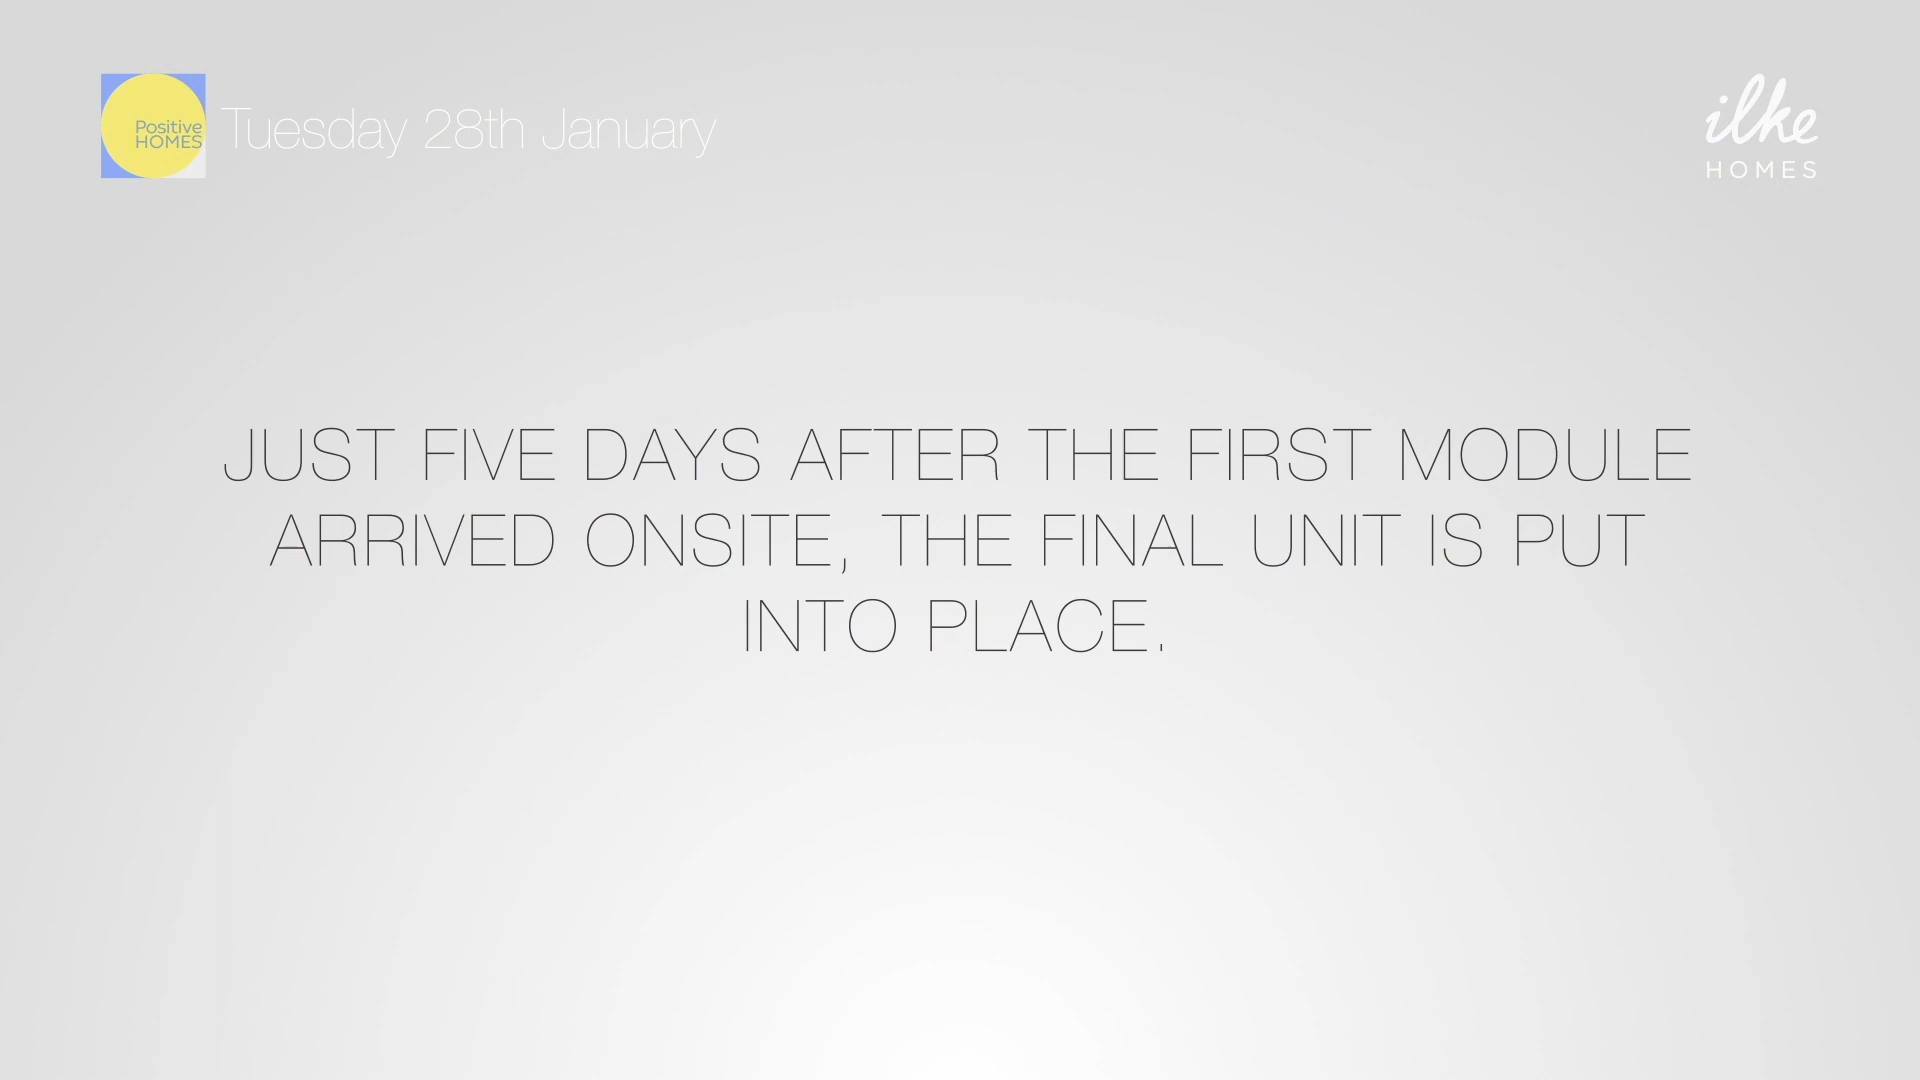 Positive
HOMES
Tuesday 28th January
ilke
HOMES
JUST FIVE DAYS AFTER THE FIRST MODULE
ARRIVED ONSITE, THE FINAL UNIT IS PUT
INTO PLACE.